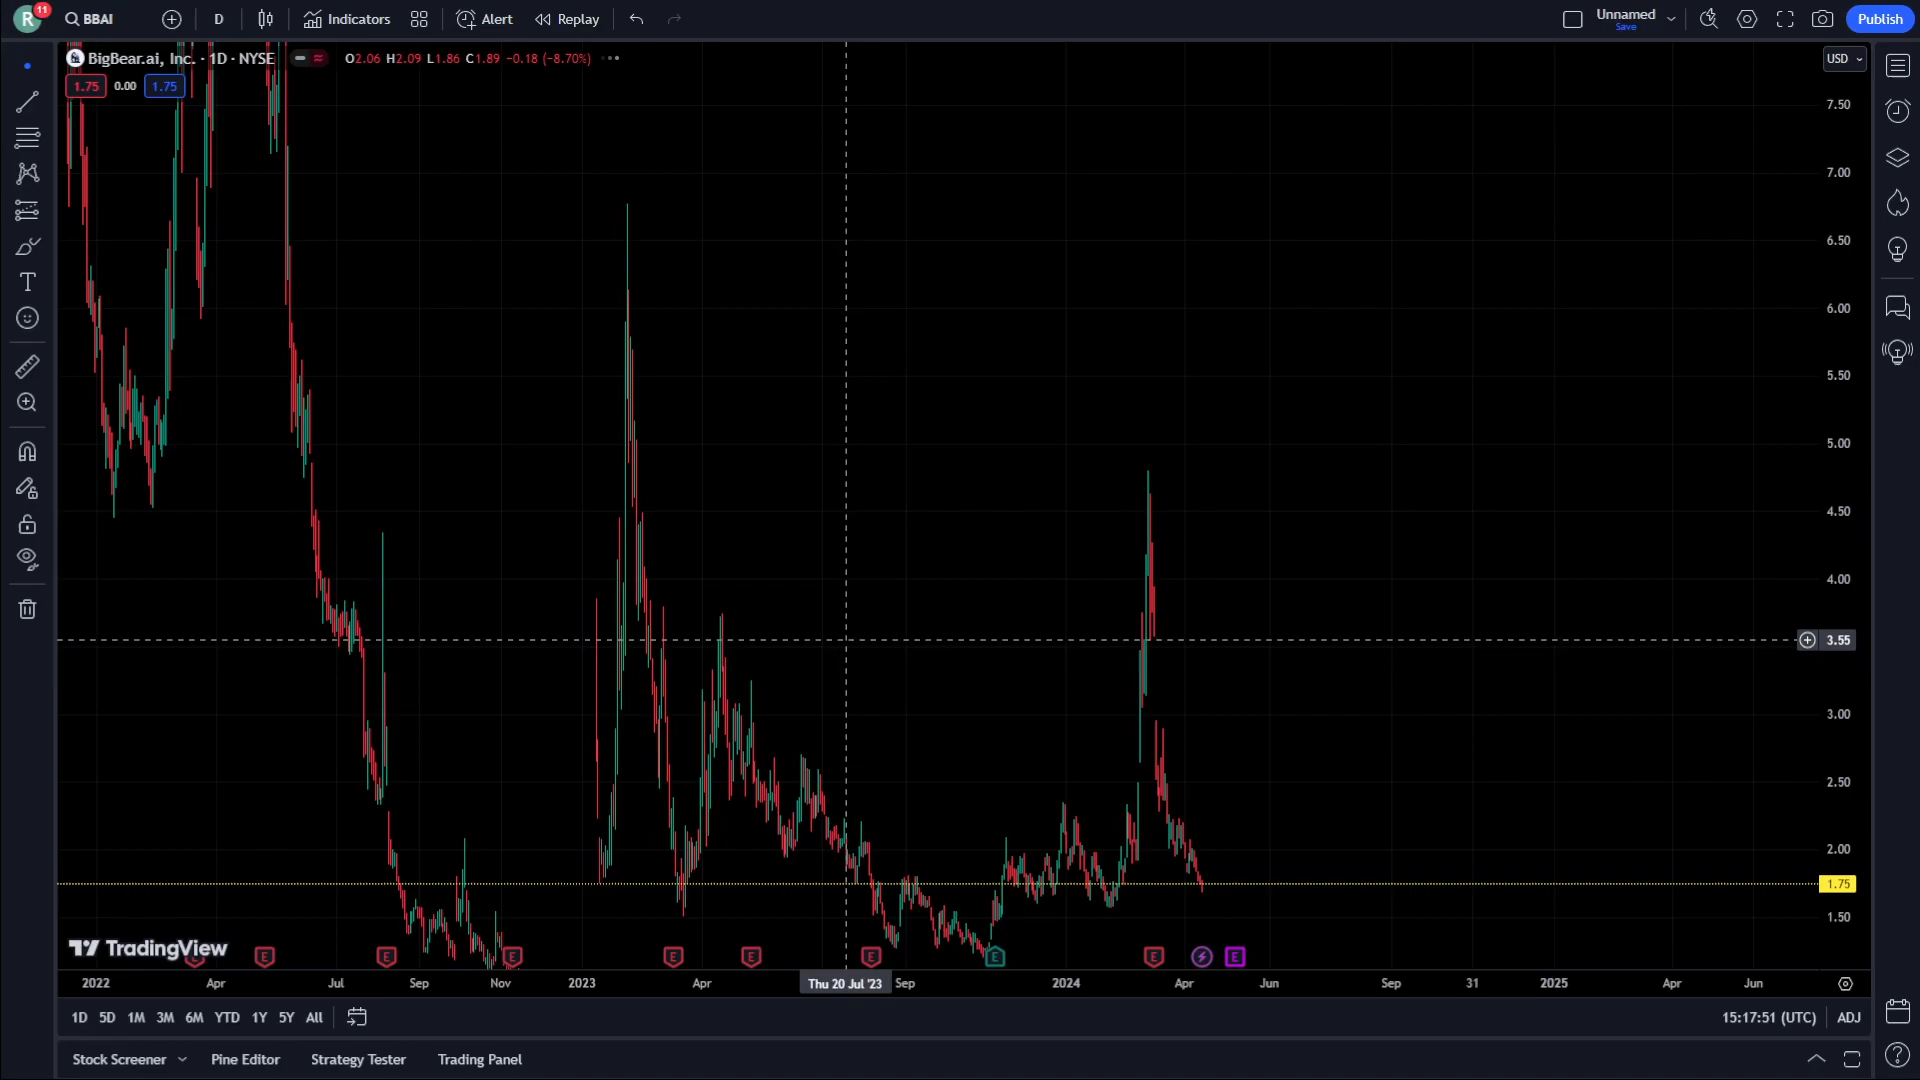 R
11
BBAI
D
Indicators
Alert
Replay
Unnamed
Save
Publish
BigBear.ai, Inc. · 1D · NYSE
O2.06 H2.09 L1.86 C1.89 −0.18 (−8.70%)
USD
1.75 0.00 1.75
7.50
7.00
6.50
6.00
5.50
5.00
4.50
4.00
3.55
3.00
2.50
2.00
1.75
1.50
TradingView
E E E E E E E E E E
2022 Apr Jul Sep Nov 2023 Apr Thu 20 Jul '23 Sep 2024 Apr Jun Sep 31 2025 Apr Jun
1D 5D 1M 3M 6M YTD 1Y 5Y All
15:17:51 (UTC) ADJ
Stock Screener Pine Editor Strategy Tester Trading Panel